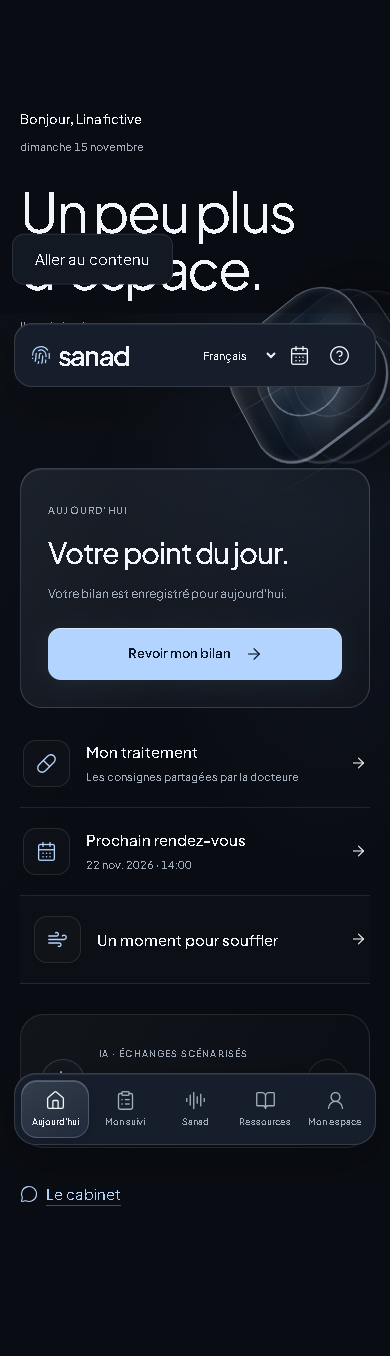 Bonjour, Lina fictive
dimanche 15 novembre
Un peu plus
d'espace.
Aller au contenu
sanad
Français
AUJOURD'HUI
Votre point du jour.
Votre bilan est enregistré pour aujourd'hui.
Revoir mon bilan
Mon traitement
Les consignes partagées par la docteure
Prochain rendez-vous
22 nov. 2026 · 14:00
Un moment pour souffler
IA · ÉCHANGES SCÉNARISÉS
Aujourd'hui
Mon suivi
Sanad
Ressources
Mon espace
Le cabinet